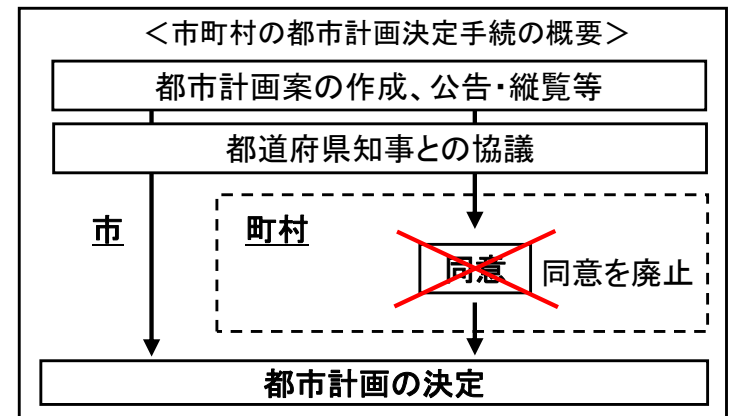 ＜市町村の都市計画決定手続の概要＞
都市計画案の作成、公告・縦覧等
都道府県知事との協議
市
町村
同意
同意を廃止
都市計画の決定